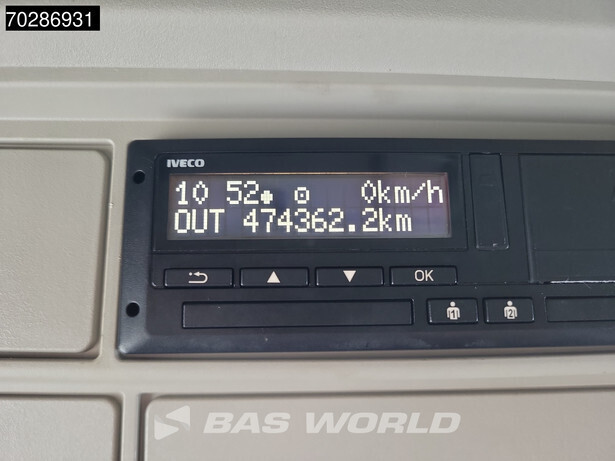 70286931
IVECO
10 52 0km/h
OUT 474362.2km
OK
1 2
BAS WORLD